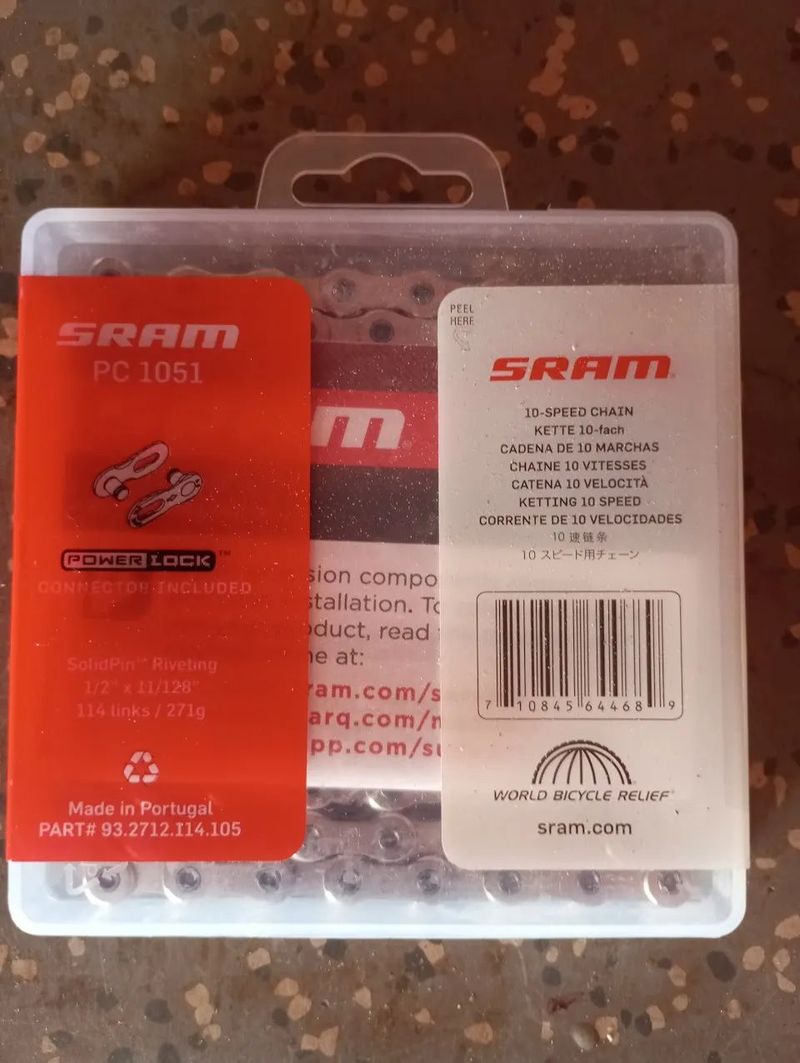 SRAM
PC 1051
POWER LOCK™
CONNECTOR INCLUDED
SolidPin™ Riveting
1/2" x 11/128"
114 links / 271g
Made in Portugal
PART# 93.2712.114.105
m®
sion compo
stallation. To
oduct, read
ne at:
ram.com/s
arq.com/m
pp.com/su
PEEL
HERE
SRAM®
10-SPEED CHAIN
KETTE 10-fach
CADENA DE 10 MARCHAS
CHAINE 10 VITESSES
CATENA 10 VELOCITÀ
KETTING 10 SPEED
CORRENTE DE 10 VELOCIDADES
10 速链条
10 スピード用チェーン
7 10845 64468 9
WORLD BICYCLE RELIEF®
sram.com